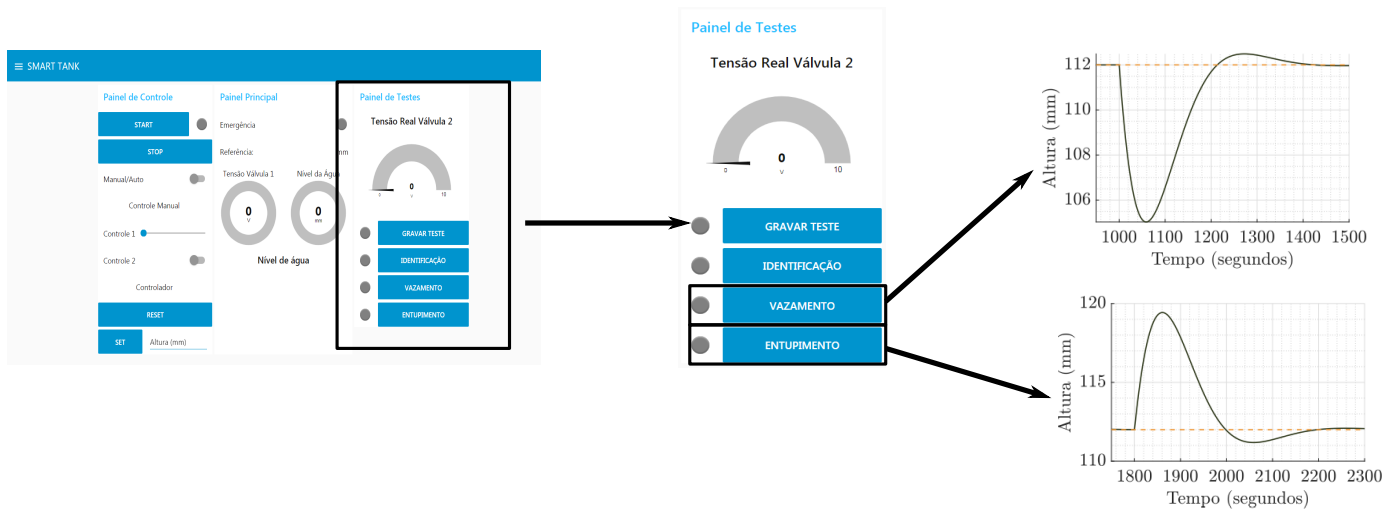 ≡ SMART TANK
Painel de Controle
START
STOP
Manual/Auto
Controle Manual
Controle 1
Controle 2
Controlador
RESET
SET
Altura (mm)
Painel Principal
Emergência
Referência:
mm
Tensão Válvula 1
0
V
Nível da Água
0
mm
Nível de água
Painel de Testes
Tensão Real Válvula 2
0
0
V
10
GRAVAR TESTE
IDENTIFICAÇÃO
VAZAMENTO
ENTUPIMENTO
Painel de Testes
Tensão Real Válvula 2
0
0
V
10
GRAVAR TESTE
IDENTIFICAÇÃO
VAZAMENTO
ENTUPIMENTO
Altura (mm)
112
110
108
106
1000 1100 1200 1300 1400 1500
Tempo (segundos)
Altura (mm)
120
115
110
1800 1900 2000 2100 2200 2300
Tempo (segundos)